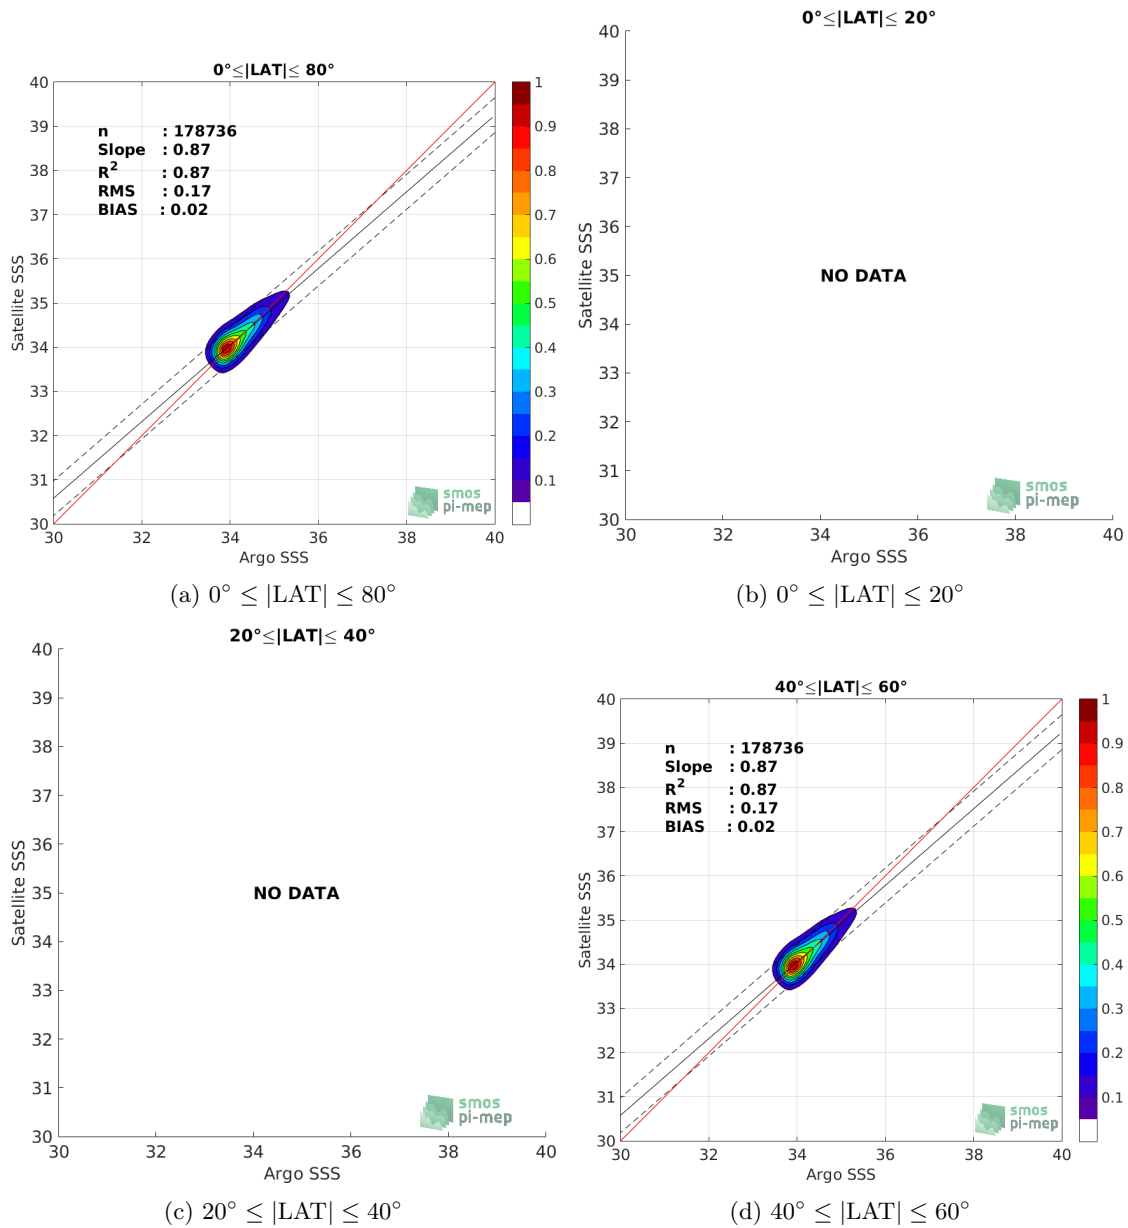 0°≤|LAT|≤ 80°
40
39
38
37
36
35
34
33
32
31
30
Satellite SSS
n : 178736
Slope : 0.87
R² : 0.87
RMS : 0.17
BIAS : 0.02
1
0.9
0.8
0.7
0.6
0.5
0.4
0.3
0.2
0.1
smos
pi-mep
30 32 34 36 38 40
Argo SSS
(a) 0° ≤ |LAT| ≤ 80°
0°≤|LAT|≤ 20°
40
39
38
37
36
35
34
33
32
31
30
Satellite SSS
NO DATA
smos
pi-mep
30 32 34 36 38 40
Argo SSS
(b) 0° ≤ |LAT| ≤ 20°
20°≤|LAT|≤ 40°
40
39
38
37
36
35
34
33
32
31
30
Satellite SSS
NO DATA
smos
pi-mep
30 32 34 36 38 40
Argo SSS
(c) 20° ≤ |LAT| ≤ 40°
40°≤|LAT|≤ 60°
40
39
38
37
36
35
34
33
32
31
30
Satellite SSS
n : 178736
Slope : 0.87
R² : 0.87
RMS : 0.17
BIAS : 0.02
1
0.9
0.8
0.7
0.6
0.5
0.4
0.3
0.2
0.1
smos
pi-mep
30 32 34 36 38 40
Argo SSS
(d) 40° ≤ |LAT| ≤ 60°